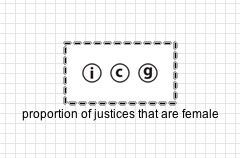 i c g
proportion of justices that are female